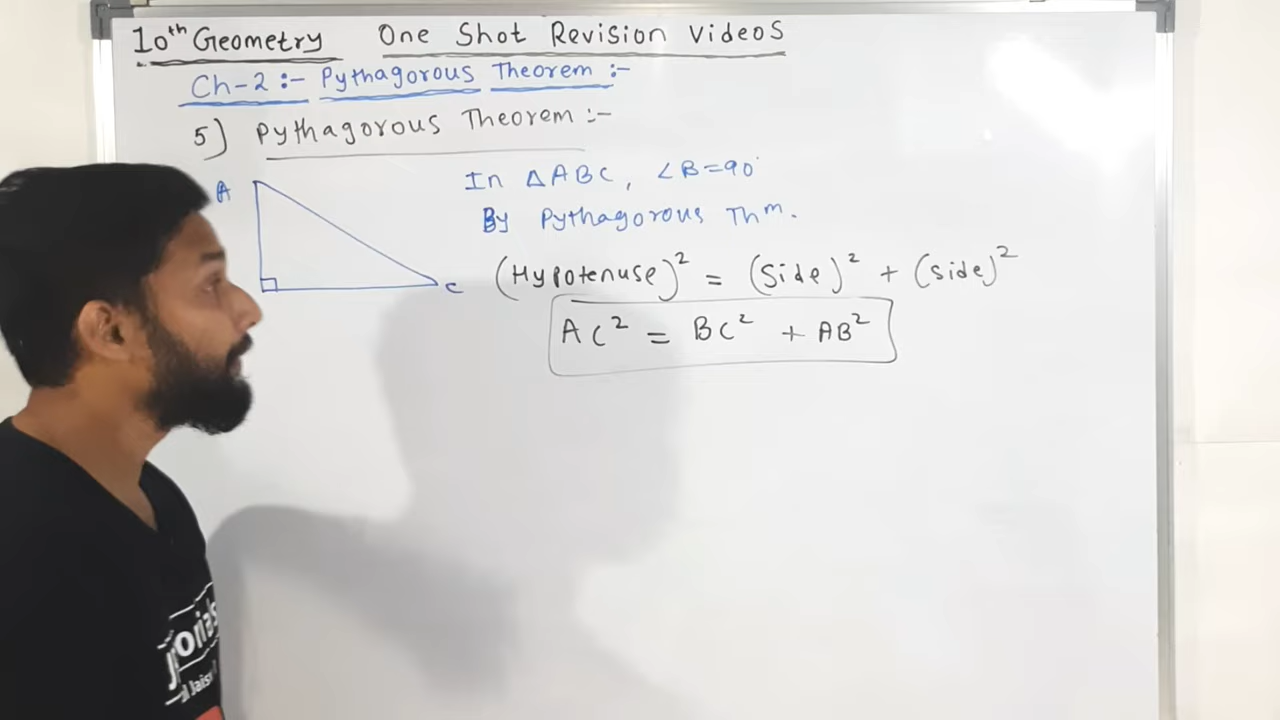 10th Geometry One Shot Revision Videos
Ch-2 :- Pythagorous Theorem :-
5) Pythagorous Theorem :-
A
C
In △ABC, ∠B=90°
By Pythagorous Thm.
(Hypotenuse)² = (Side)² + (side)²
AC² = BC² + AB²